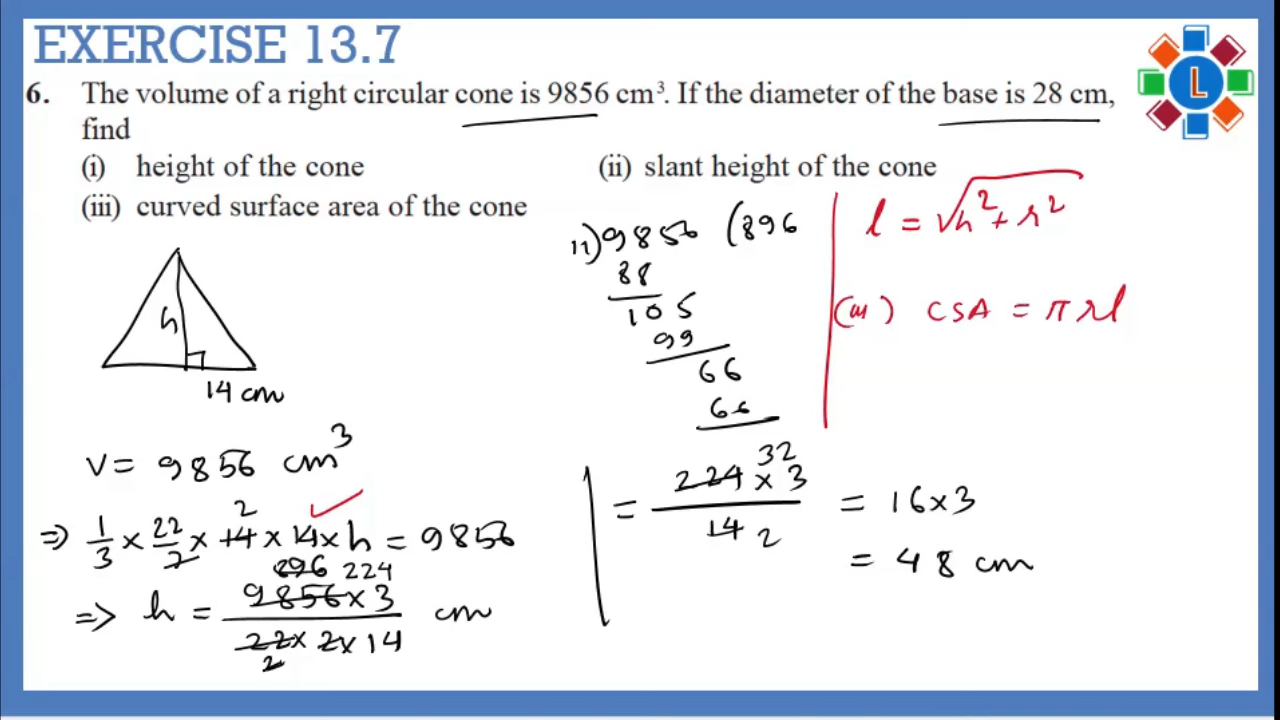 EXERCISE 13.7
L
6. The volume of a right circular cone is 9856 cm³. If the diameter of the base is 28 cm,
find
(i) height of the cone
(ii) slant height of the cone
(iii) curved surface area of the cone
h
14 cm
V = 9856 cm³
⇒ 1/3 × 22/7 × 14 × 14 × h = 9856
2
896 224
⇒ h = 9856 × 3 / 22 × 2 × 14 cm
2
11) 9856 (896
88
105
99
66
66
32
= 224 × 3 / 14 = 16 × 3
2
= 48 cm
l = √h² + r²
(iii) CSA = πrl